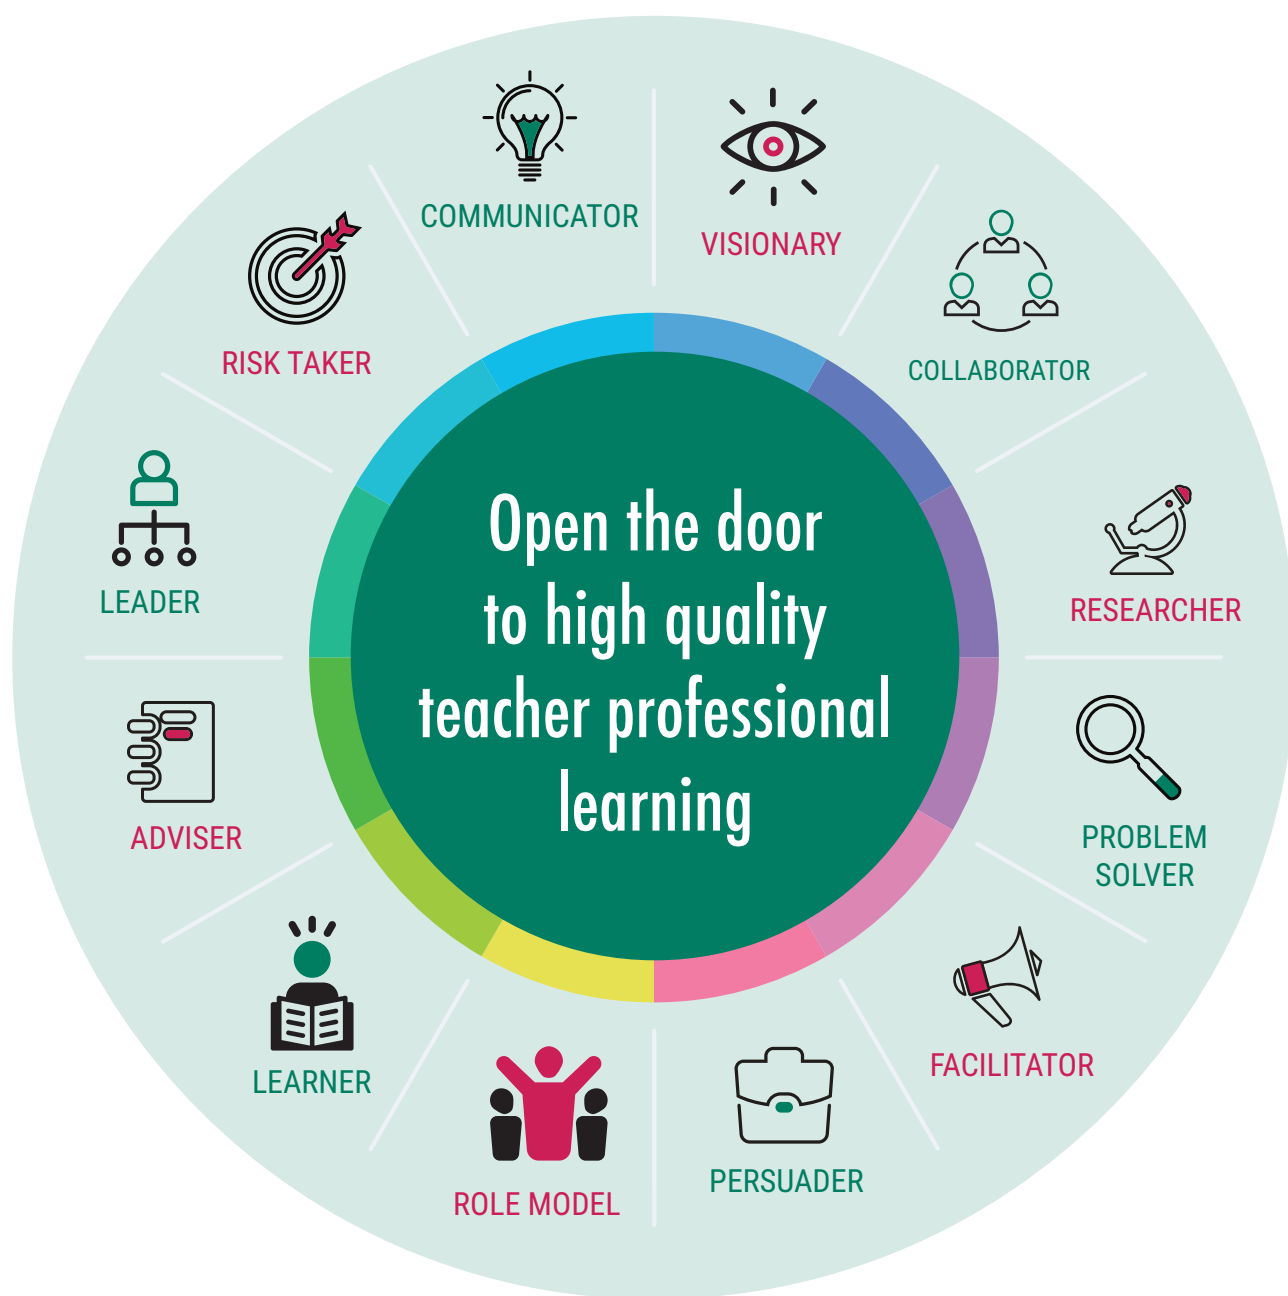 COMMUNICATOR
VISIONARY
COLLABORATOR
RESEARCHER
PROBLEM
SOLVER
FACILITATOR
PERSUADER
ROLE MODEL
LEARNER
ADVISER
LEADER
RISK TAKER
Open the door
to high quality
teacher professional
learning